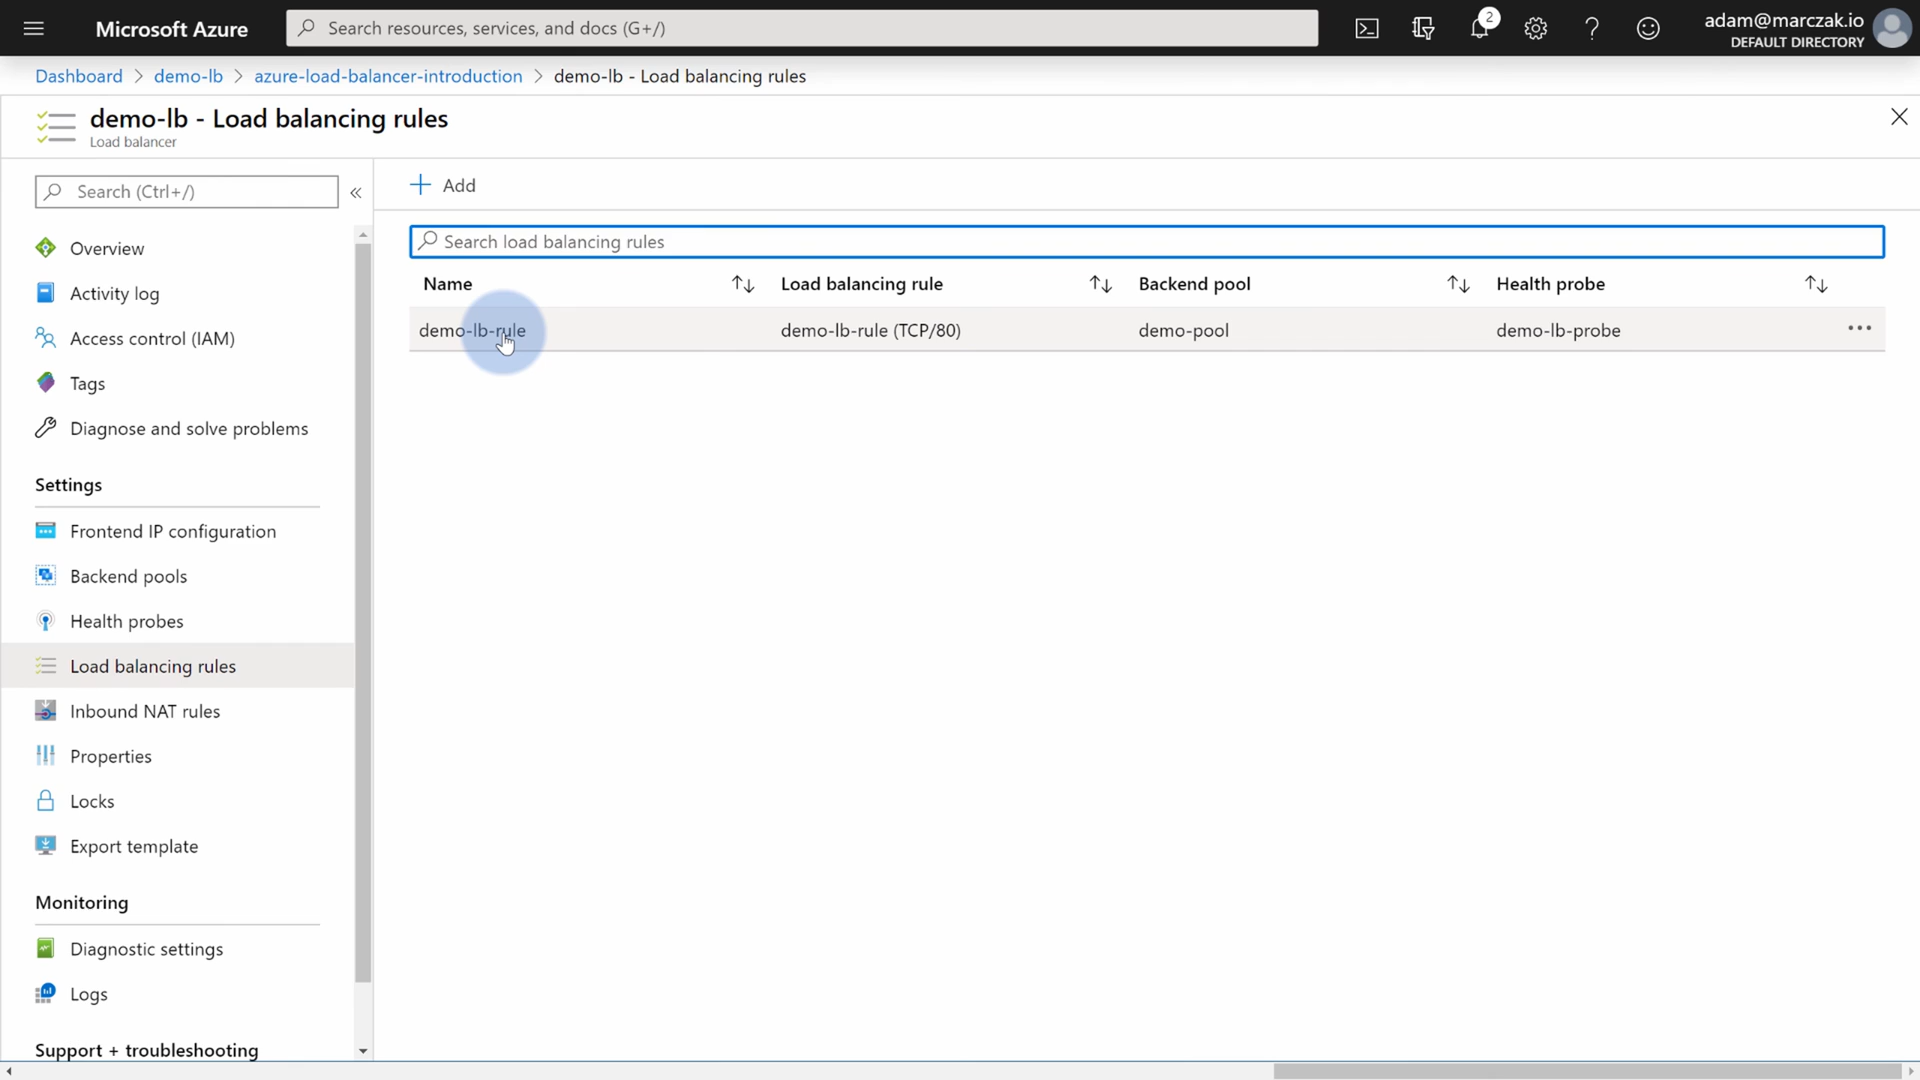 Microsoft Azure
Search resources, services, and docs (G+/)
2
adam@marczak.io
DEFAULT DIRECTORY
Dashboard > demo-lb > azure-load-balancer-introduction > demo-lb - Load balancing rules
demo-lb - Load balancing rules
Load balancer
Search (Ctrl+/)
«
Overview
Activity log
Access control (IAM)
Tags
Diagnose and solve problems
Settings
Frontend IP configuration
Backend pools
Health probes
Load balancing rules
Inbound NAT rules
Properties
Locks
Export template
Monitoring
Diagnostic settings
Logs
Support + troubleshooting
Add
Search load balancing rules
Name Load balancing rule Backend pool Health probe
demo-lb-rule demo-lb-rule (TCP/80) demo-pool demo-lb-probe